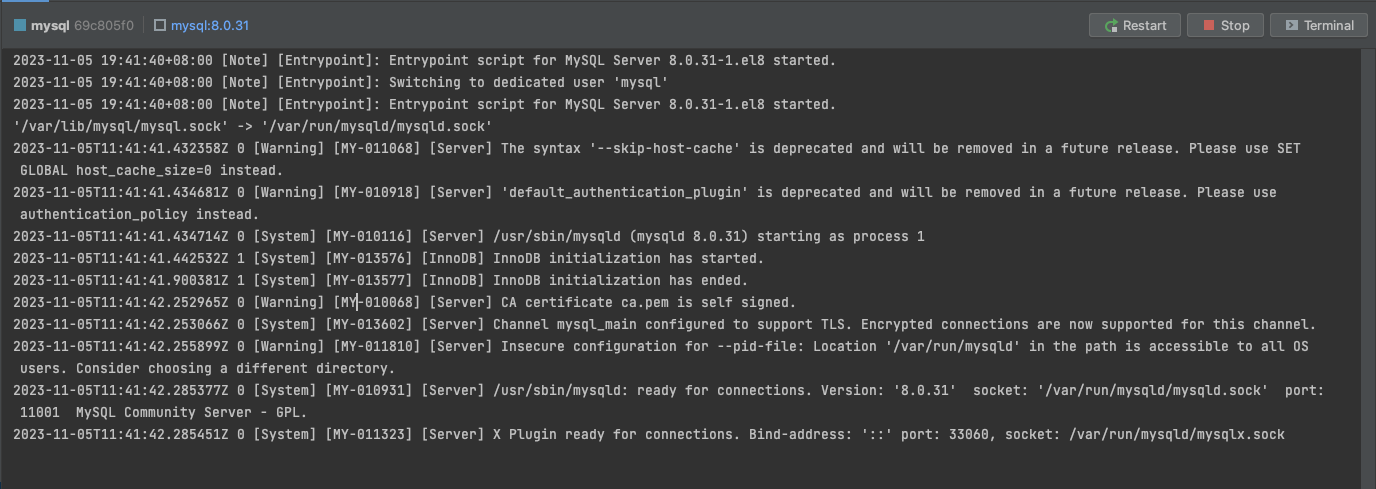 mysql 69c805f0 mysql:8.0.31 Restart Stop Terminal
2023-11-05 19:41:40+08:00 [Note] [Entrypoint]: Entrypoint script for MySQL Server 8.0.31-1.el8 started.
2023-11-05 19:41:40+08:00 [Note] [Entrypoint]: Switching to dedicated user 'mysql'
2023-11-05 19:41:40+08:00 [Note] [Entrypoint]: Entrypoint script for MySQL Server 8.0.31-1.el8 started.
'/var/lib/mysql/mysql.sock' -> '/var/run/mysqld/mysqld.sock'
2023-11-05T11:41:41.432358Z 0 [Warning] [MY-011068] [Server] The syntax '--skip-host-cache' is deprecated and will be removed in a future release. Please use SET
GLOBAL host_cache_size=0 instead.
2023-11-05T11:41:41.434681Z 0 [Warning] [MY-010918] [Server] 'default_authentication_plugin' is deprecated and will be removed in a future release. Please use
authentication_policy instead.
2023-11-05T11:41:41.434714Z 0 [System] [MY-010116] [Server] /usr/sbin/mysqld (mysqld 8.0.31) starting as process 1
2023-11-05T11:41:41.442532Z 1 [System] [MY-013576] [InnoDB] InnoDB initialization has started.
2023-11-05T11:41:41.900381Z 1 [System] [MY-013577] [InnoDB] InnoDB initialization has ended.
2023-11-05T11:41:42.252965Z 0 [Warning] [MY-010068] [Server] CA certificate ca.pem is self signed.
2023-11-05T11:41:42.253066Z 0 [System] [MY-013602] [Server] Channel mysql_main configured to support TLS. Encrypted connections are now supported for this channel.
2023-11-05T11:41:42.255899Z 0 [Warning] [MY-011810] [Server] Insecure configuration for --pid-file: Location '/var/run/mysqld' in the path is accessible to all OS
users. Consider choosing a different directory.
2023-11-05T11:41:42.285377Z 0 [System] [MY-010931] [Server] /usr/sbin/mysqld: ready for connections. Version: '8.0.31'  socket: '/var/run/mysqld/mysqld.sock'  port:
11001  MySQL Community Server - GPL.
2023-11-05T11:41:42.285451Z 0 [System] [MY-011323] [Server] X Plugin ready for connections. Bind-address: '::' port: 33060, socket: /var/run/mysqld/mysqlx.sock